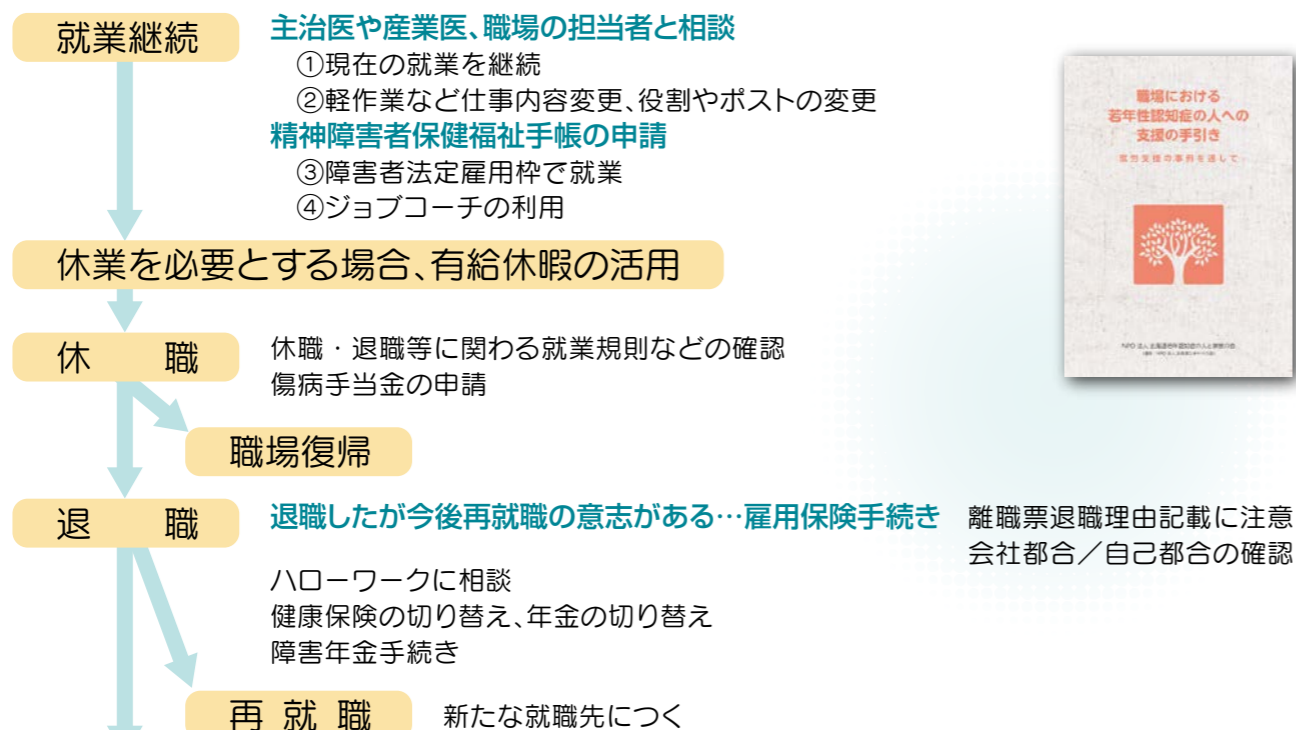 就業継続
主治医や産業医、職場の担当者と相談
①現在の就業を継続
②軽作業など仕事内容変更、役割やポストの変更
精神障害者保健福祉手帳の申請
③障害者法定雇用枠で就業
④ジョブコーチの利用
休業を必要とする場合、有給休暇の活用
休　職
休職・退職等に関わる就業規則などの確認
傷病手当金の申請
職場復帰
退　職
退職したが今後再就職の意志がある…雇用保険手続き
離職票退職理由記載に注意
会社都合／自己都合の確認
ハローワークに相談
健康保険の切り替え、年金の切り替え
障害年金手続き
再 就 職
新たな就職先につく
職場における
若年性認知症の人への
支援の手引き
就労支援の事例を通して